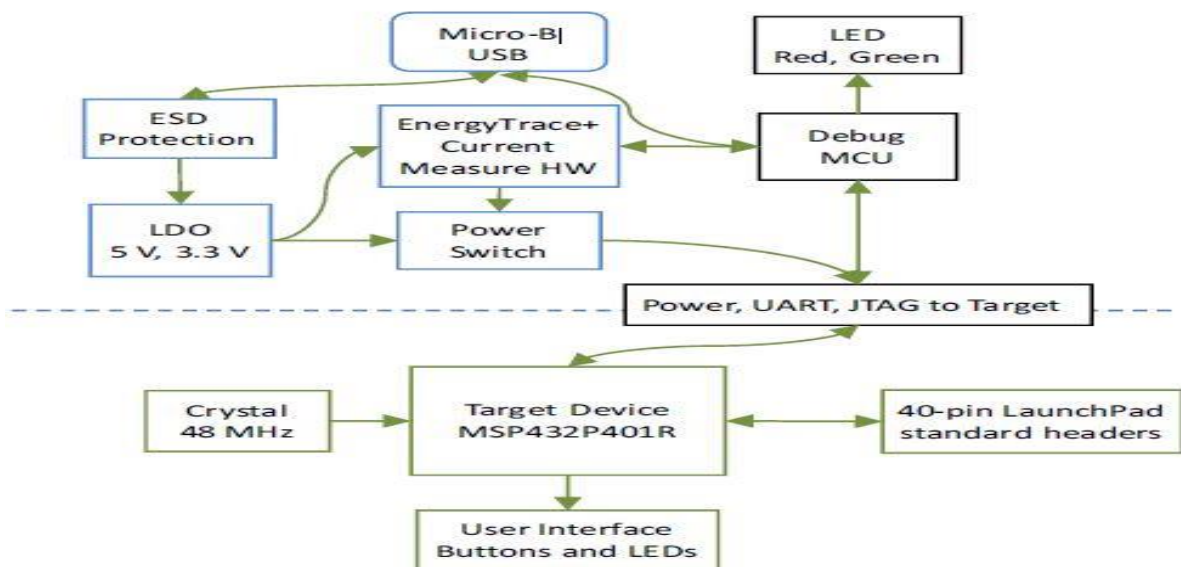 Micro-B|
USB
LED
Red, Green
ESD
Protection
EnergyTrace+
Current
Measure HW
Debug
MCU
LDO
5 V, 3.3 V
Power
Switch
Power, UART, JTAG to Target
Crystal
48 MHz
Target Device
MSP432P401R
40-pin LaunchPad
standard headers
User Interface
Buttons and LEDs